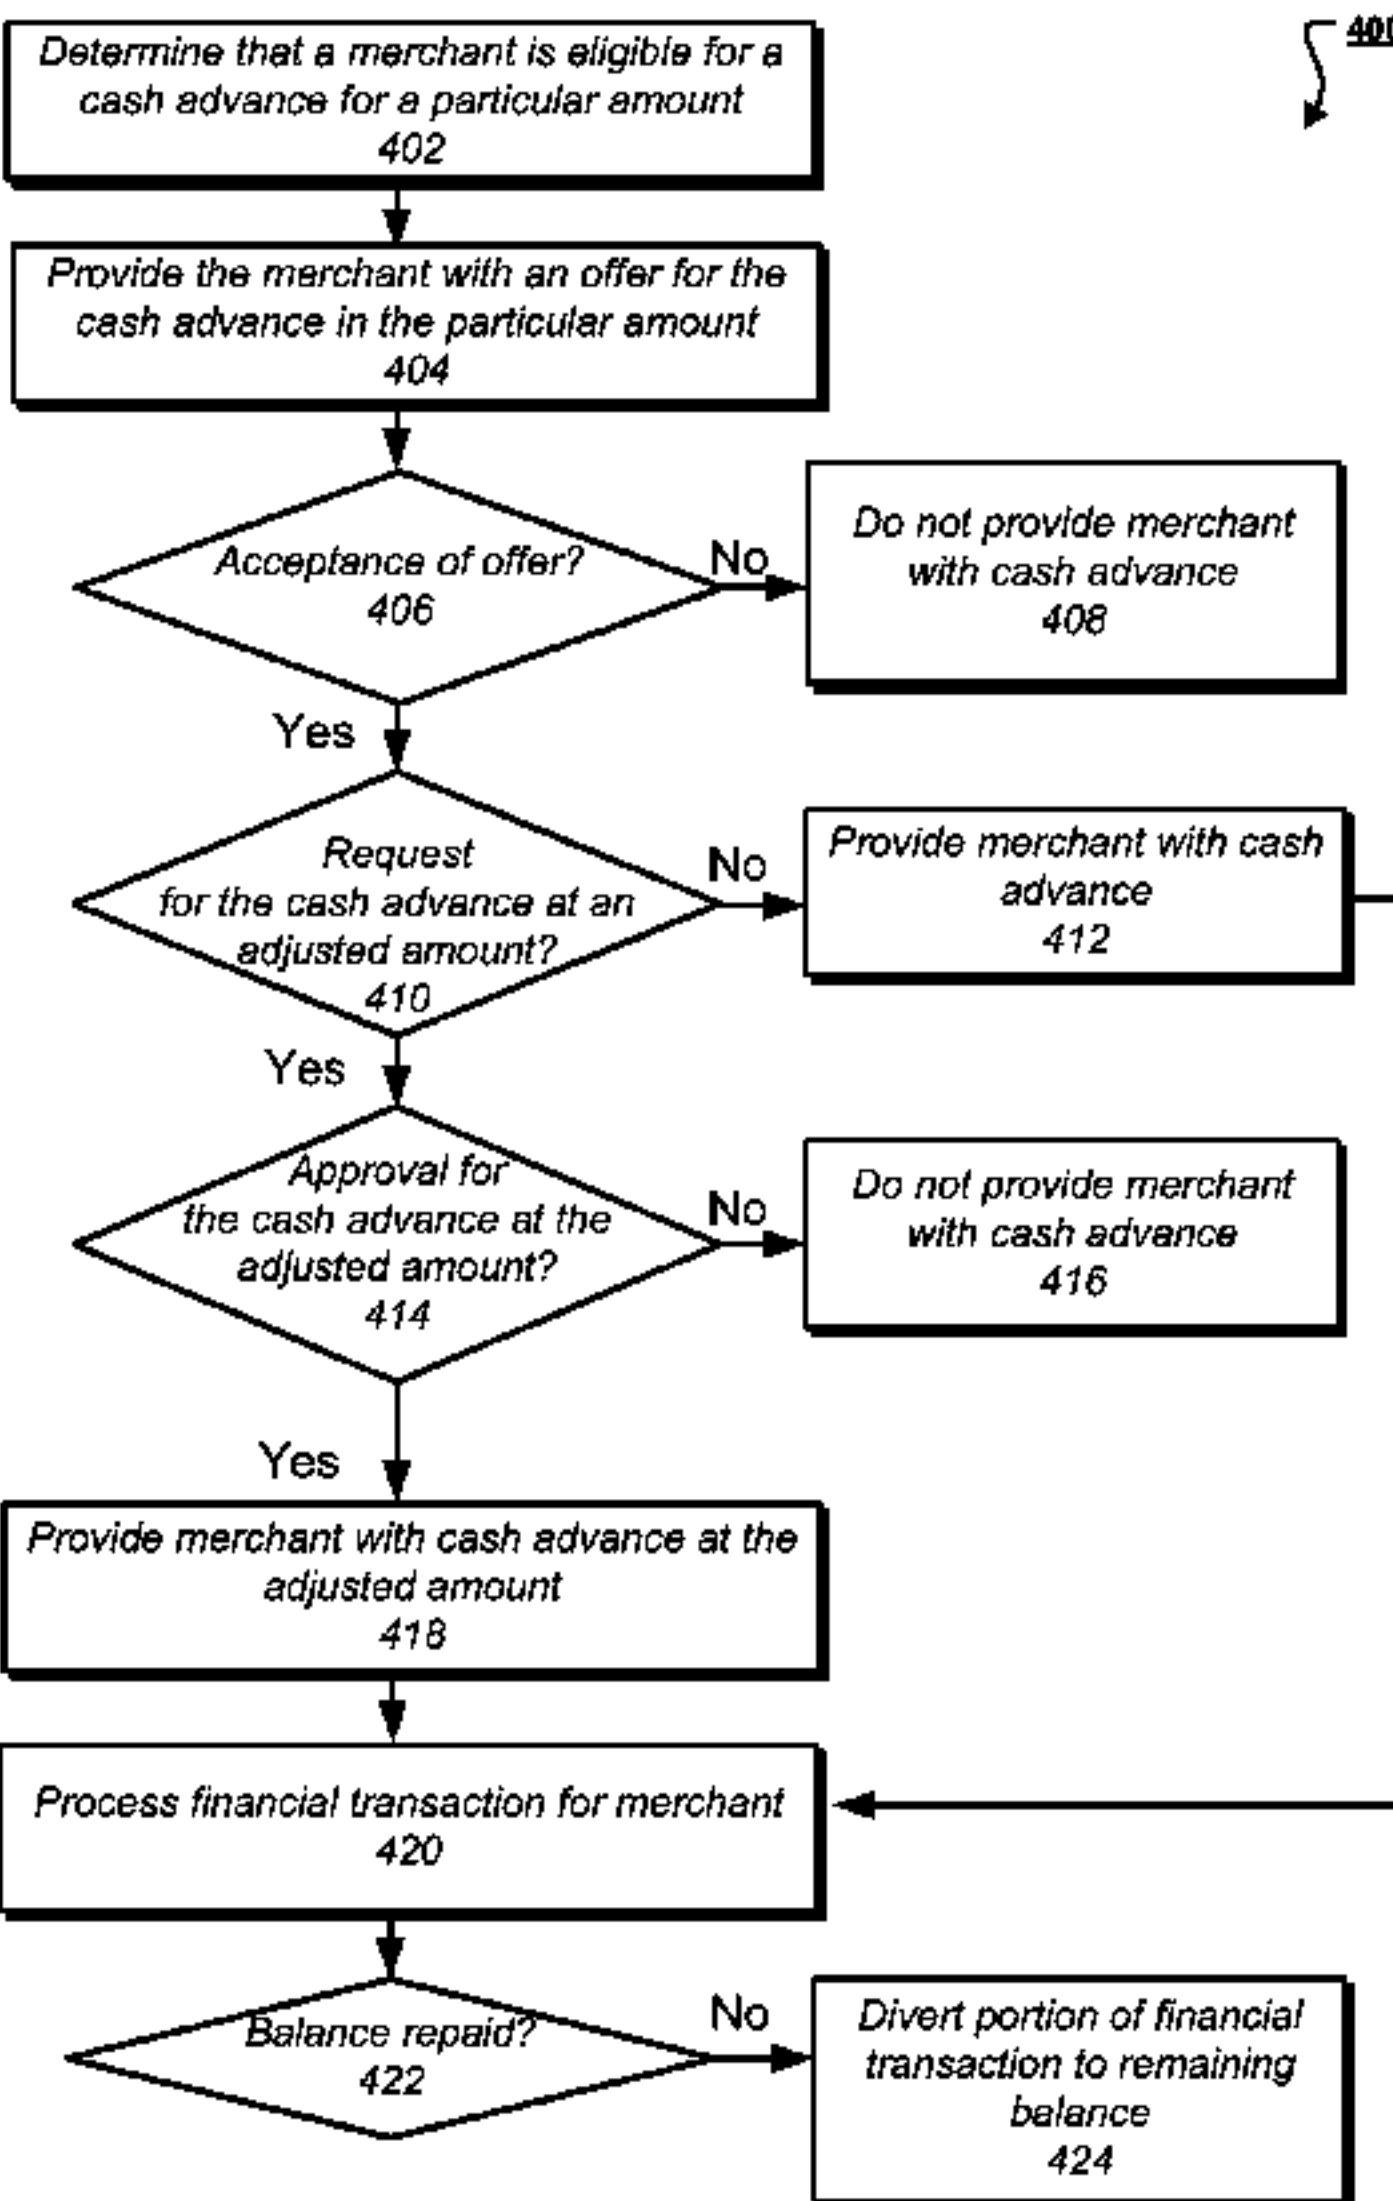 400
Determine that a merchant is eligible for a
cash advance for a particular amount
402
Provide the merchant with an offer for the
cash advance in the particular amount
404
Acceptance of offer?
406
No
Do not provide merchant
with cash advance
408
Yes
Request
for the cash advance at an
adjusted amount?
410
No
Provide merchant with cash
advance
412
Yes
Approval for
the cash advance at the
adjusted amount?
414
No
Do not provide merchant
with cash advance
416
Yes
Provide merchant with cash advance at the
adjusted amount
418
Process financial transaction for merchant
420
Balance repaid?
422
No
Divert portion of financial
transaction to remaining
balance
424